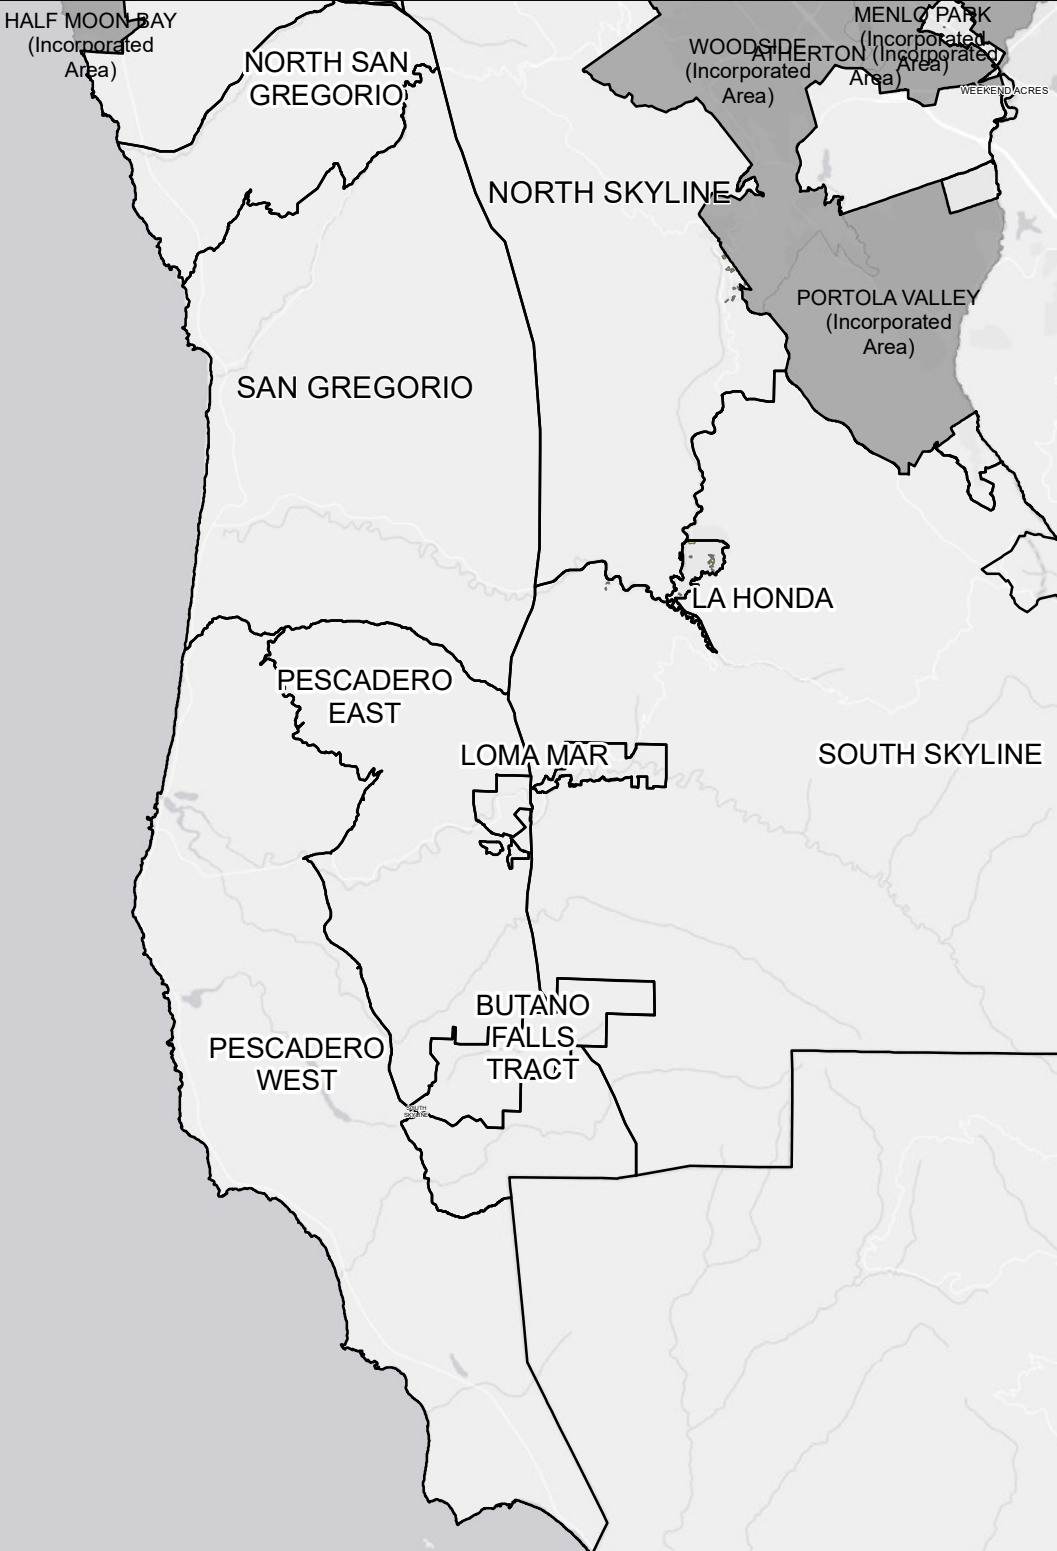 HALF MOON BAY
(Incorporated
Area)
NORTH SAN
GREGORIO
WOODSIDE
(Incorporated
Area)
ATHERTON (Incorporated
Area)
MENLO PARK
(Incorporated
Area)
WEEKEND ACRES
NORTH SKYLINE
PORTOLA VALLEY
(Incorporated
Area)
SAN GREGORIO
LA HONDA
PESCADERO
EAST
LOMA MAR
SOUTH SKYLINE
BUTANO
FALLS
TRACT
PESCADERO
WEST
SOUTH
SKYLINE